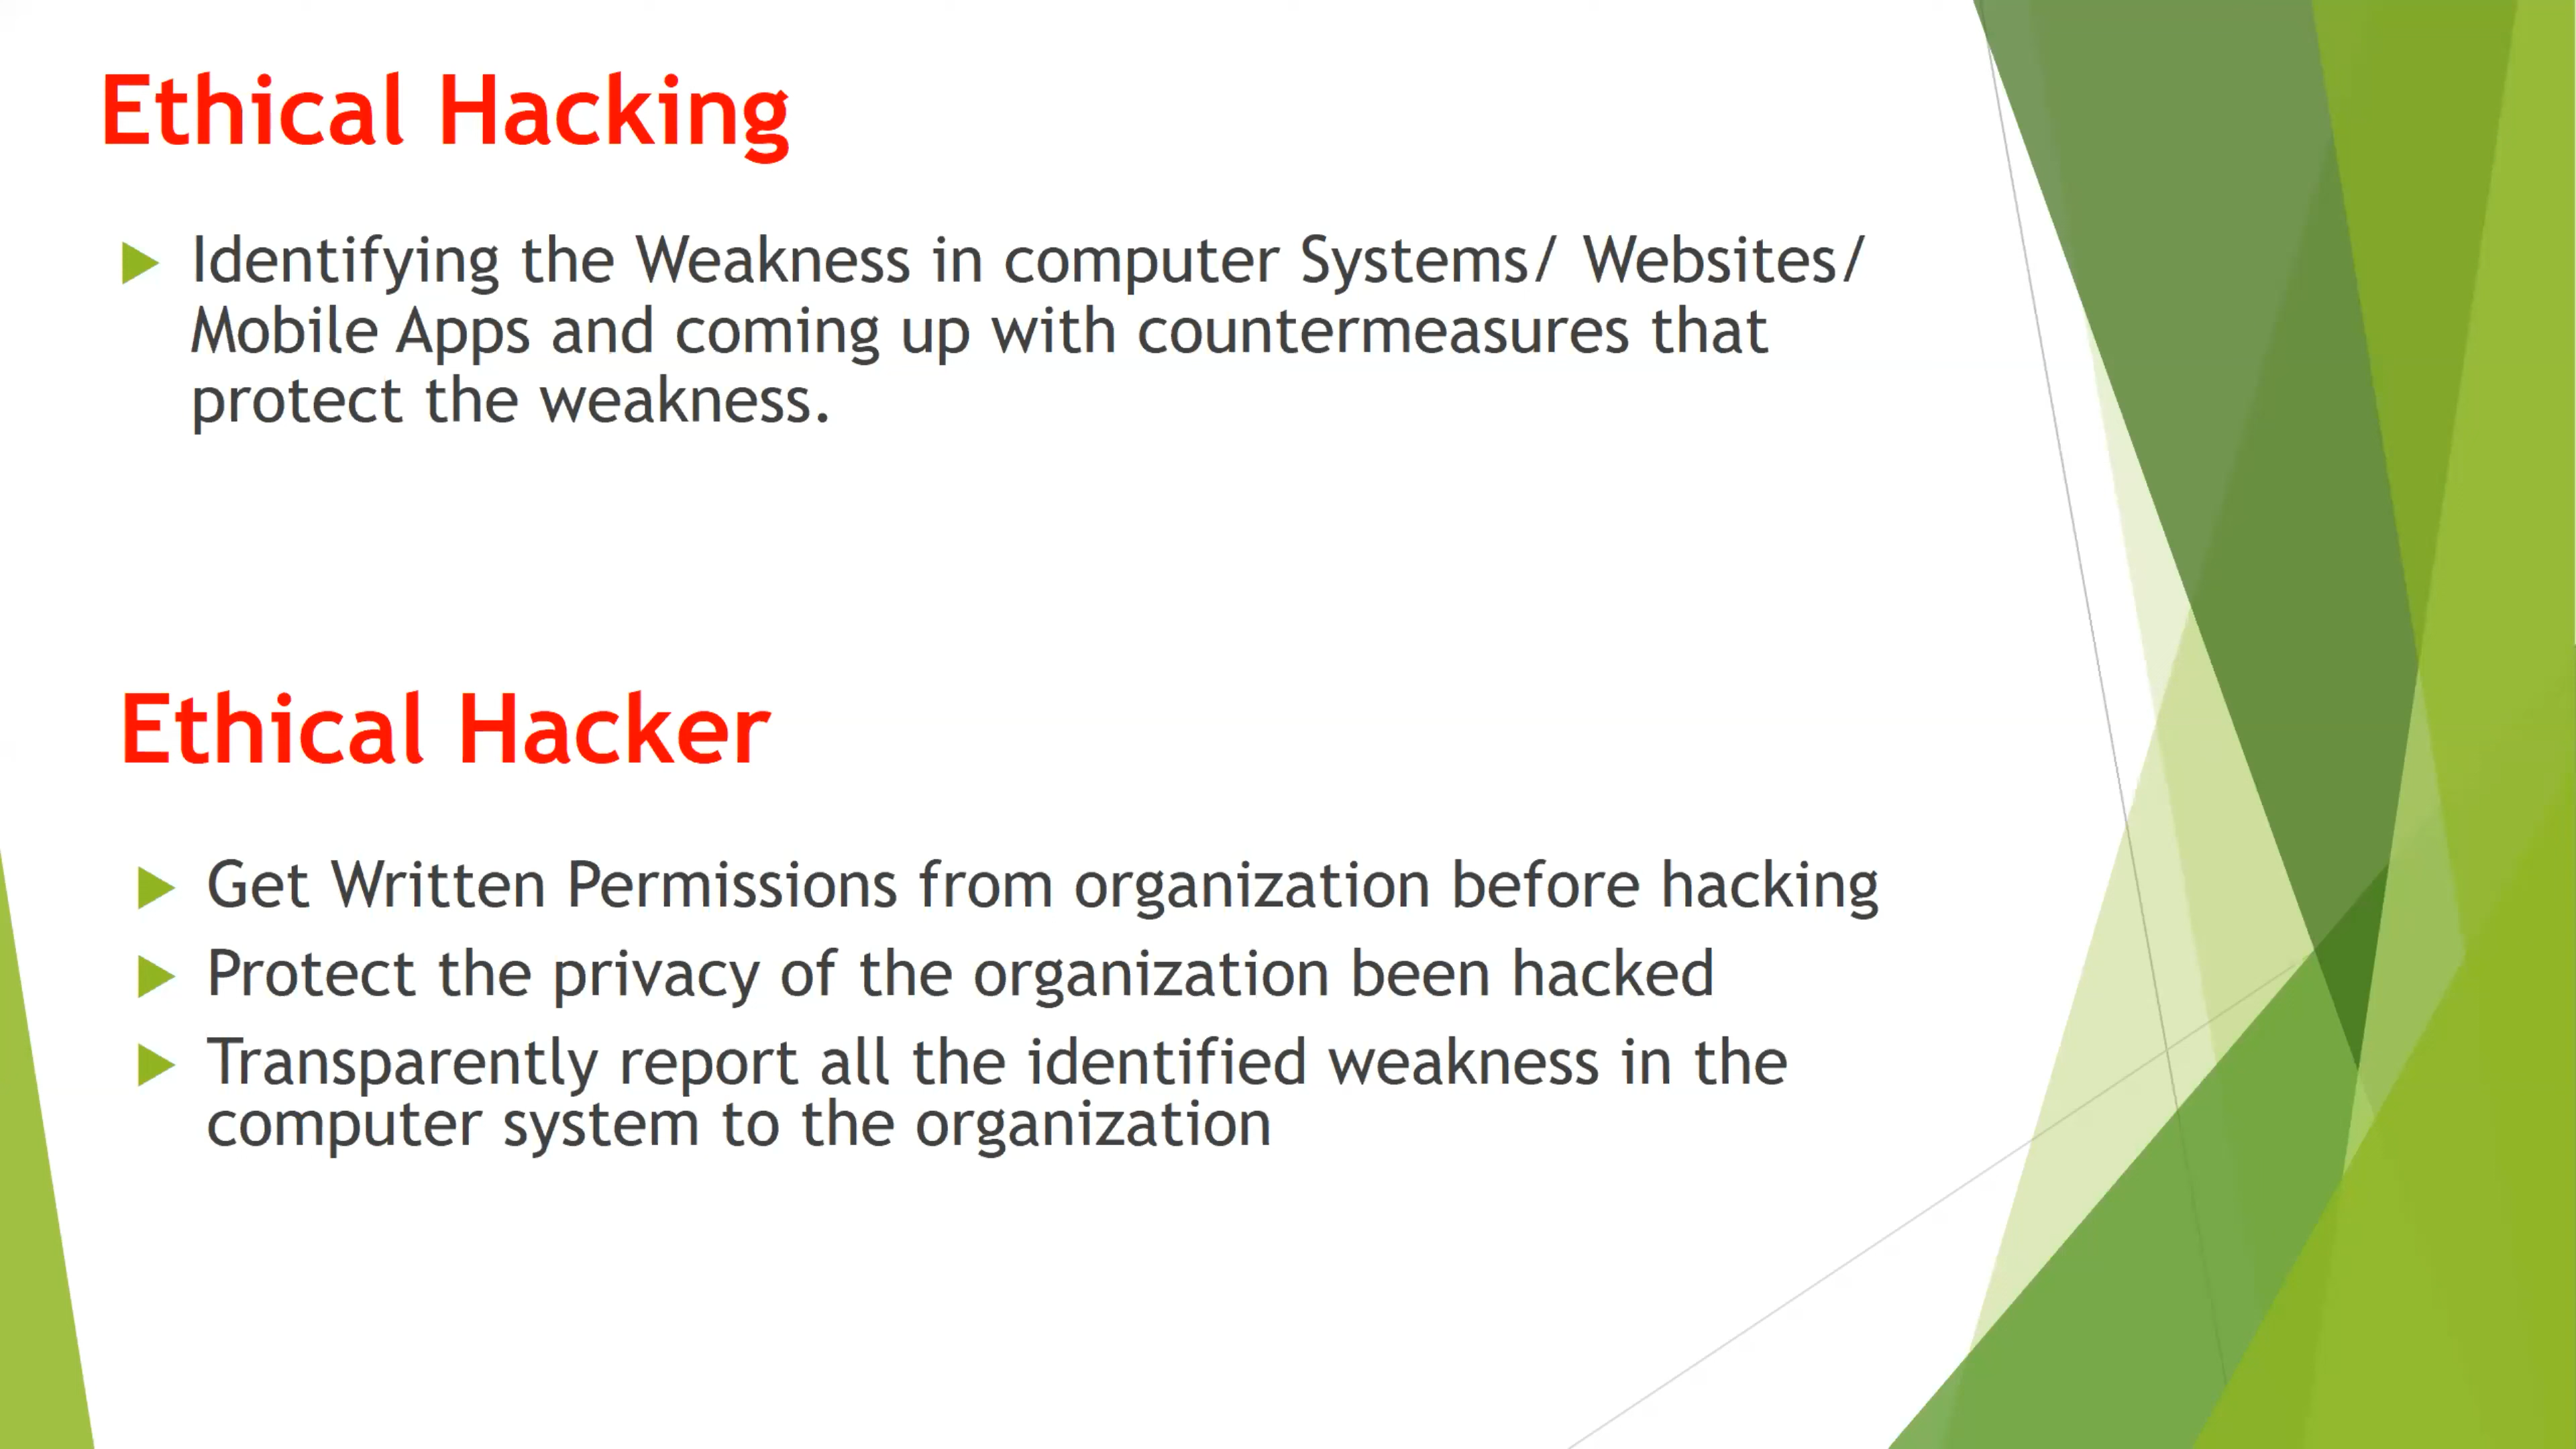 Ethical Hacking
Identifying the Weakness in computer Systems/ Websites/
Mobile Apps and coming up with countermeasures that
protect the weakness.
Ethical Hacker
Get Written Permissions from organization before hacking
Protect the privacy of the organization been hacked
Transparently report all the identified weakness in the
computer system to the organization